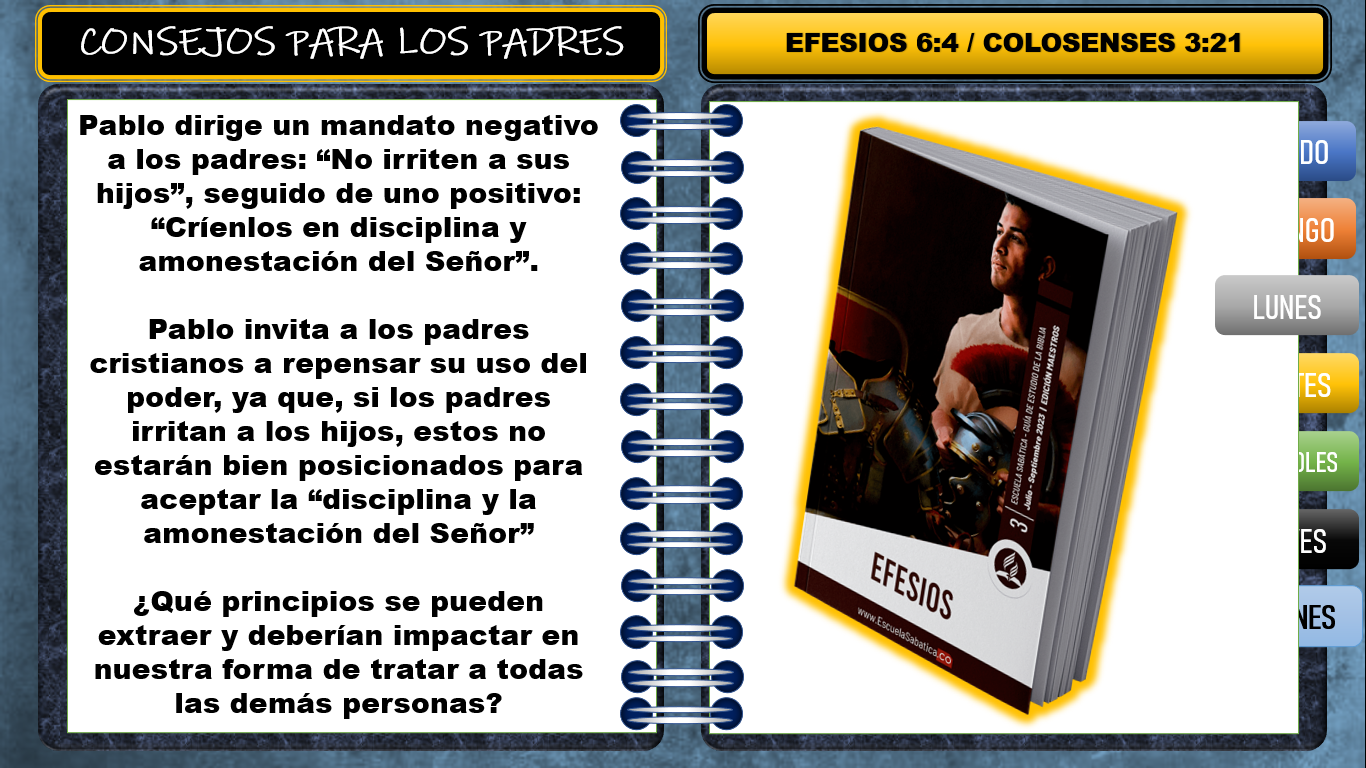 CONSEJOS PARA LOS PADRES
EFESIOS 6:4 / COLOSENSES 3:21
Pablo dirige un mandato negativo
a los padres: “No irriten a sus
hijos”, seguido de uno positivo:
“Críenlos en disciplina y
amonestación del Señor”.
Pablo invita a los padres
cristianos a repensar su uso del
poder, ya que, si los padres
irritan a los hijos, estos no
estarán bien posicionados para
aceptar la “disciplina y la
amonestación del Señor”
¿Qué principios se pueden
extraer y deberían impactar en
nuestra forma de tratar a todas
las demás personas?
3
ESCUELA SABÁTICA - GUÍA DE ESTUDIO DE LA BIBLIA
Julio - Septiembre 2023 | EDICIÓN MAESTROS
EFESIOS
www.EscuelaSabatica.co
DO
NGO
LUNES
TES
OLES
ES
NES